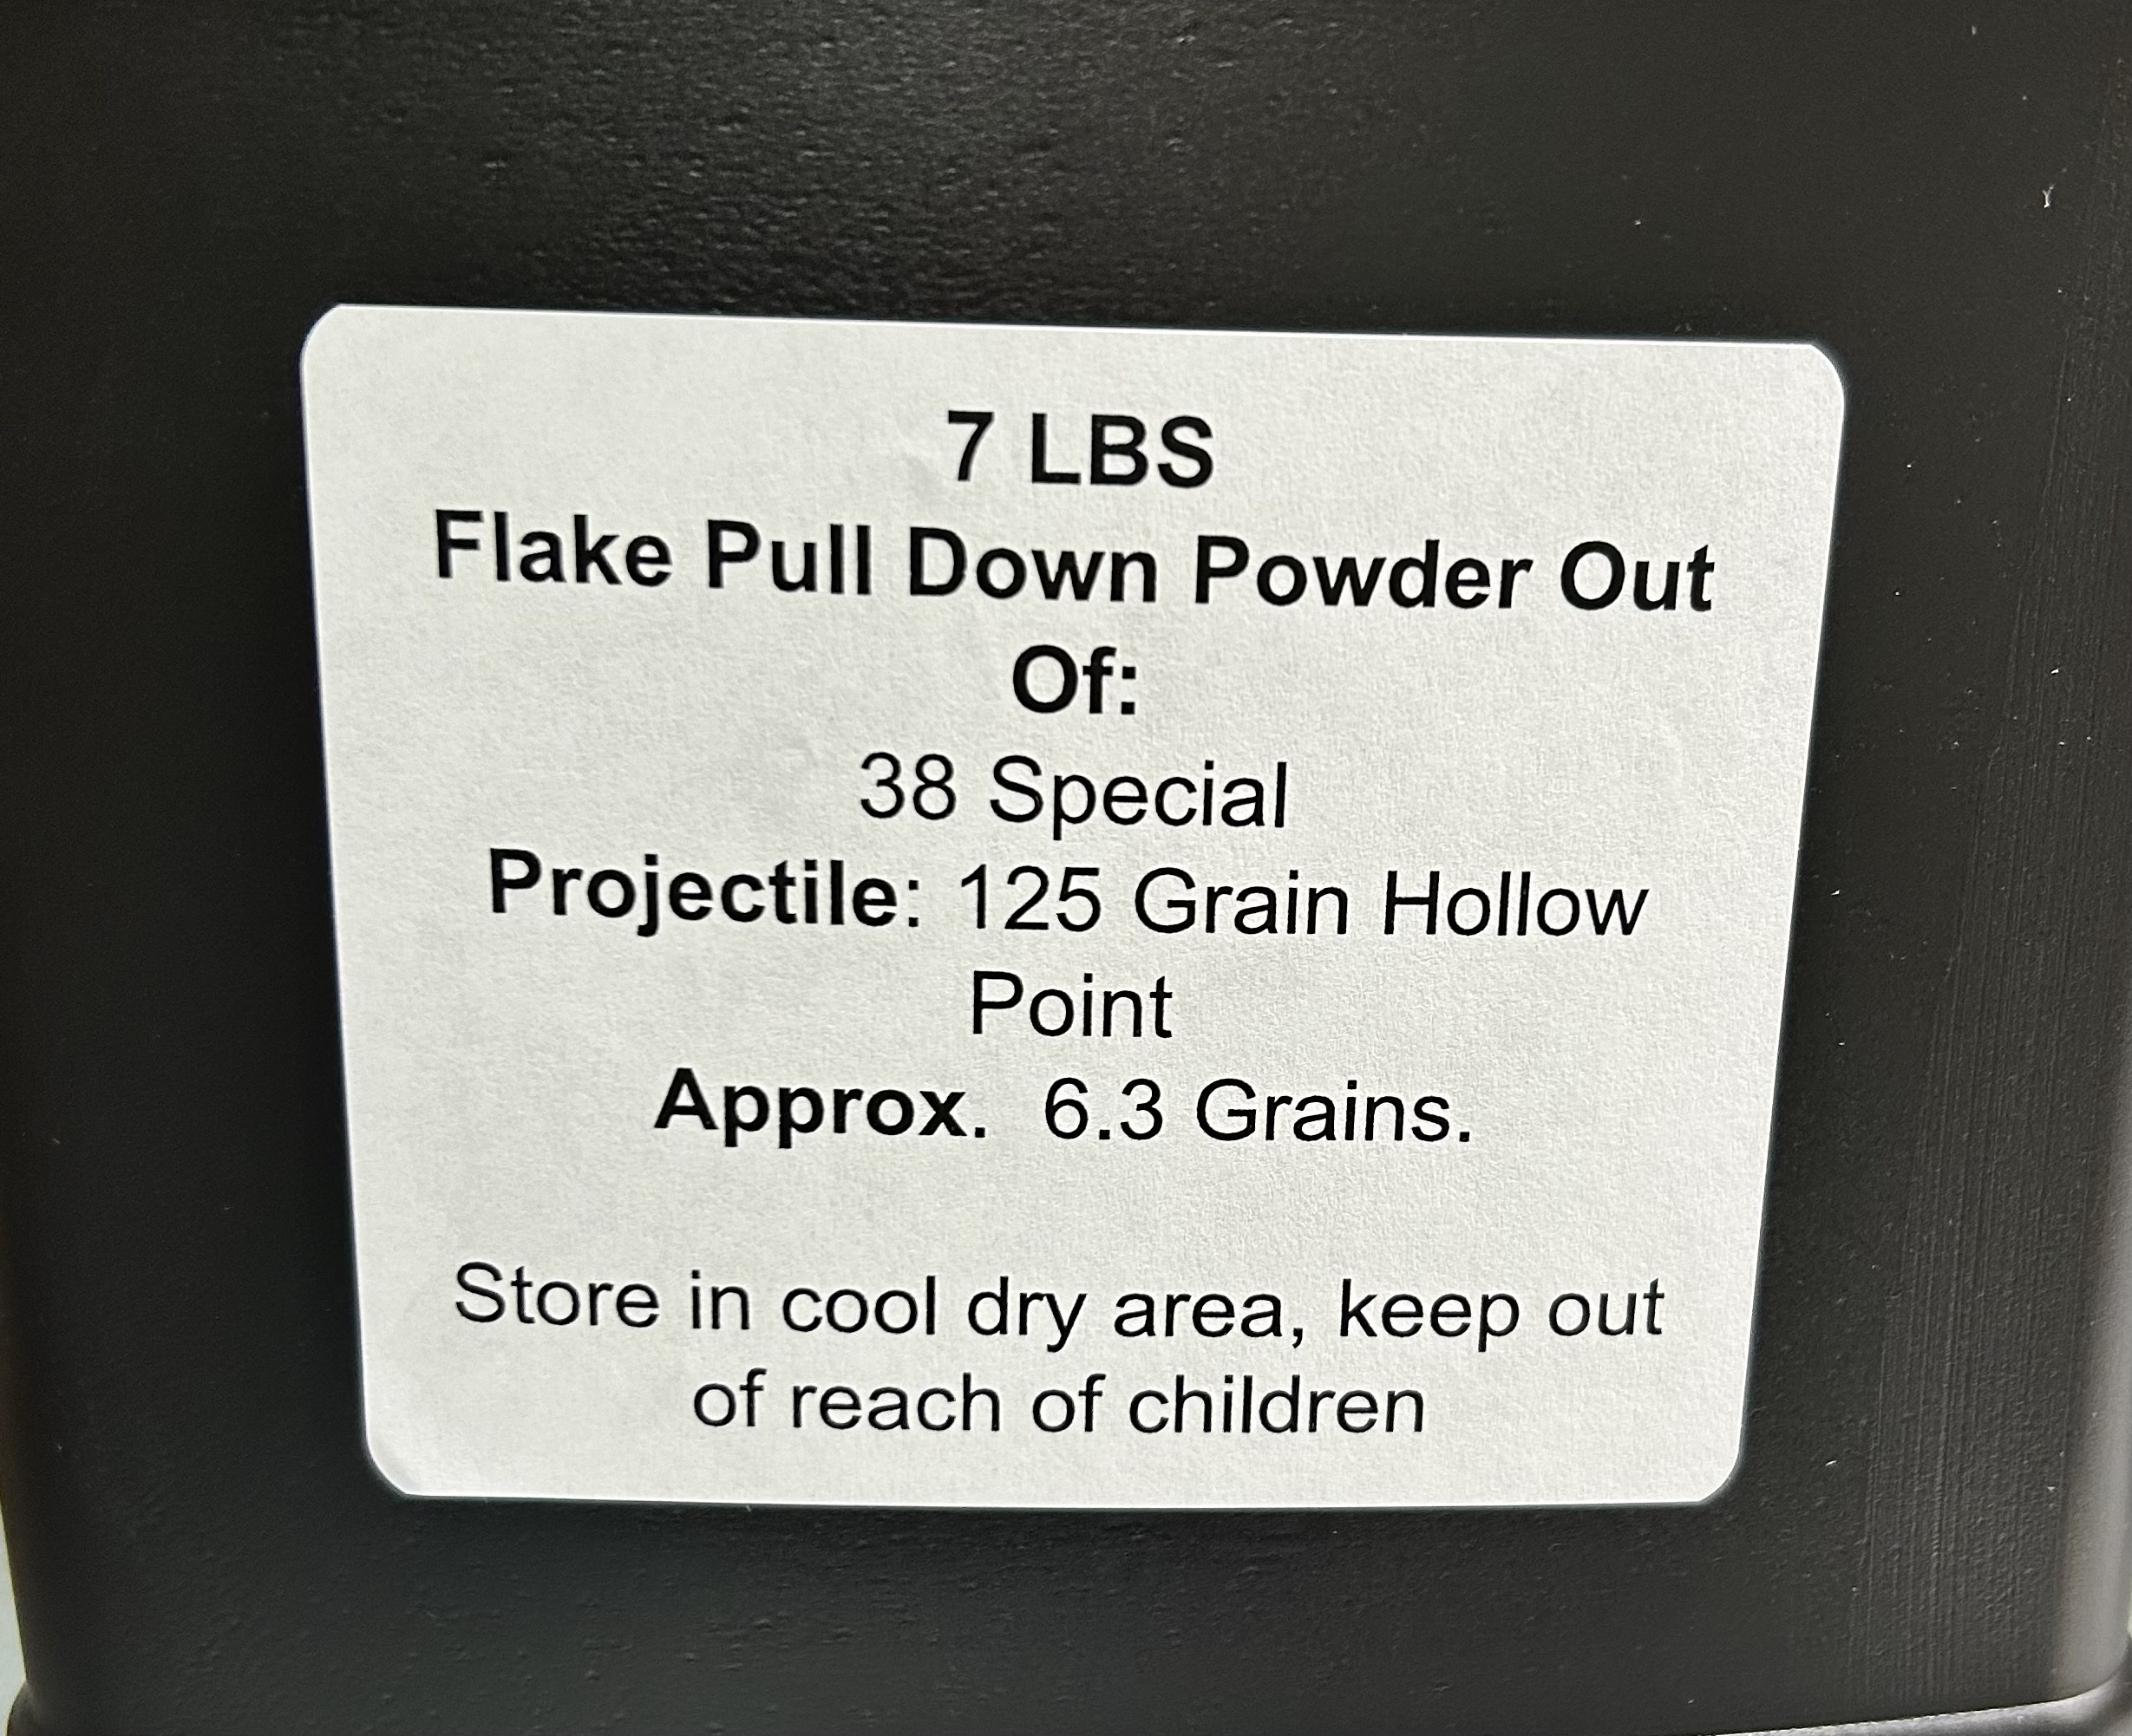 7 LBS
Flake Pull Down Powder Out
Of:
38 Special
Projectile: 125 Grain Hollow
Point
Approx.  6.3 Grains.
Store in cool dry area, keep out
of reach of children